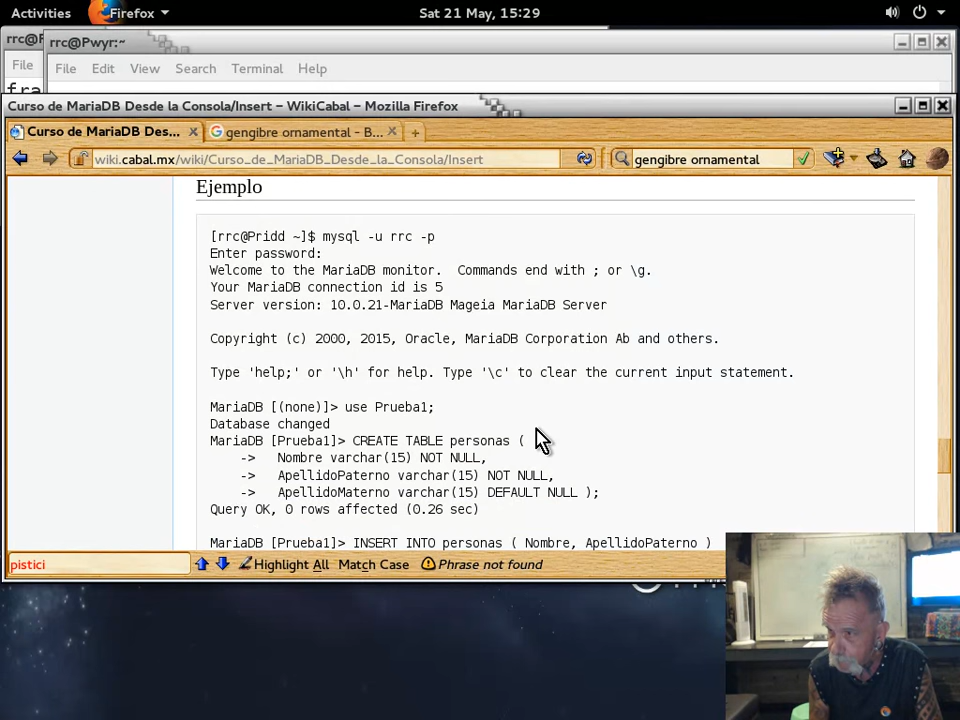 Activities Firefox Sat 21 May, 15:29
rrc@Pwyr:~
File File Edit View Search Terminal Help
Curso de MariaDB Desde la Consola/Insert – WikiCabal – Mozilla Firefox
Curso de MariaDB Des... gengibre ornamental - B...
wiki.cabal.mx/wiki/Curso_de_MariaDB_Desde_la_Consola/Insert gengibre ornamental
Ejemplo
[rrc@Pridd ~]$ mysql -u rrc -p
Enter password:
Welcome to the MariaDB monitor.  Commands end with ; or \g.
Your MariaDB connection id is 5
Server version: 10.0.21-MariaDB Mageia MariaDB Server
Copyright (c) 2000, 2015, Oracle, MariaDB Corporation Ab and others.
Type 'help;' or '\h' for help. Type '\c' to clear the current input statement.
MariaDB [(none)]> use Prueba1;
Database changed
MariaDB [Prueba1]> CREATE TABLE personas (
-> Nombre varchar(15) NOT NULL,
-> ApellidoPaterno varchar(15) NOT NULL,
-> ApellidoMaterno varchar(15) DEFAULT NULL );
Query OK, 0 rows affected (0.26 sec)
MariaDB [Prueba1]> INSERT INTO personas ( Nombre, ApellidoPaterno )
pistici Highlight All Match Case Phrase not found